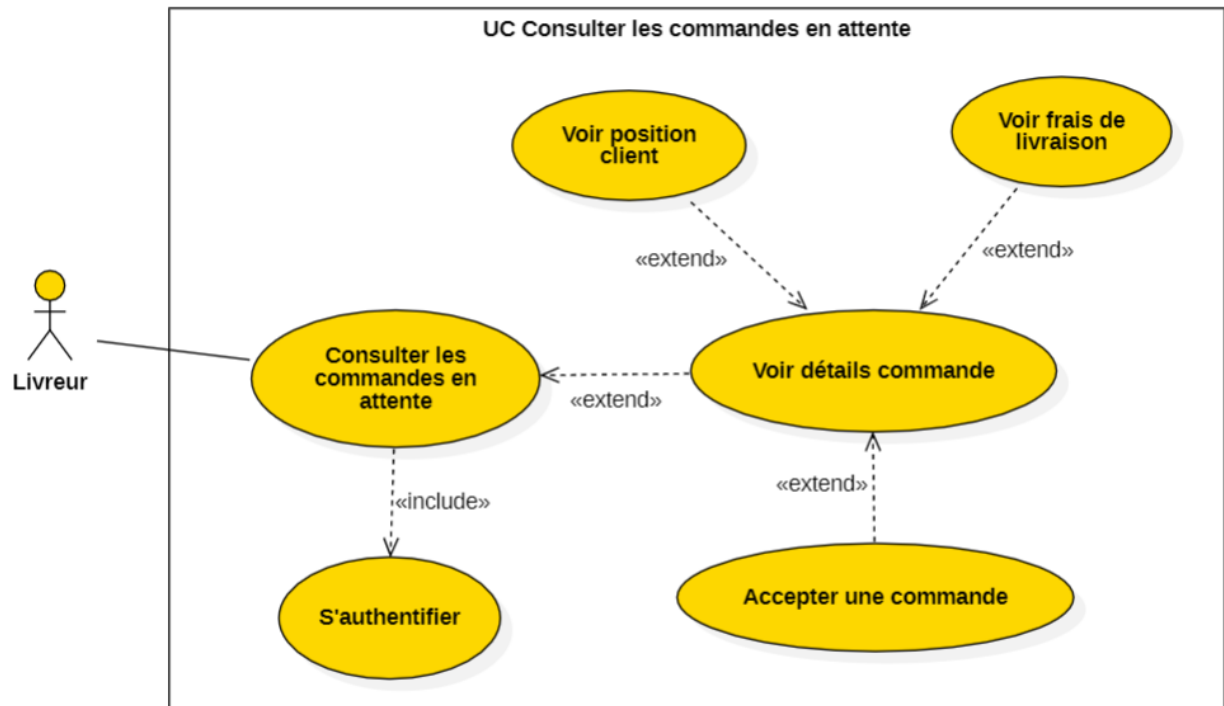 UC Consulter les commandes en attente
Voir position
client
Voir frais de
livraison
«extend»
«extend»
Livreur
Consulter les
commandes en
attente
«extend»
Voir détails commande
«include»
«extend»
S'authentifier
Accepter une commande